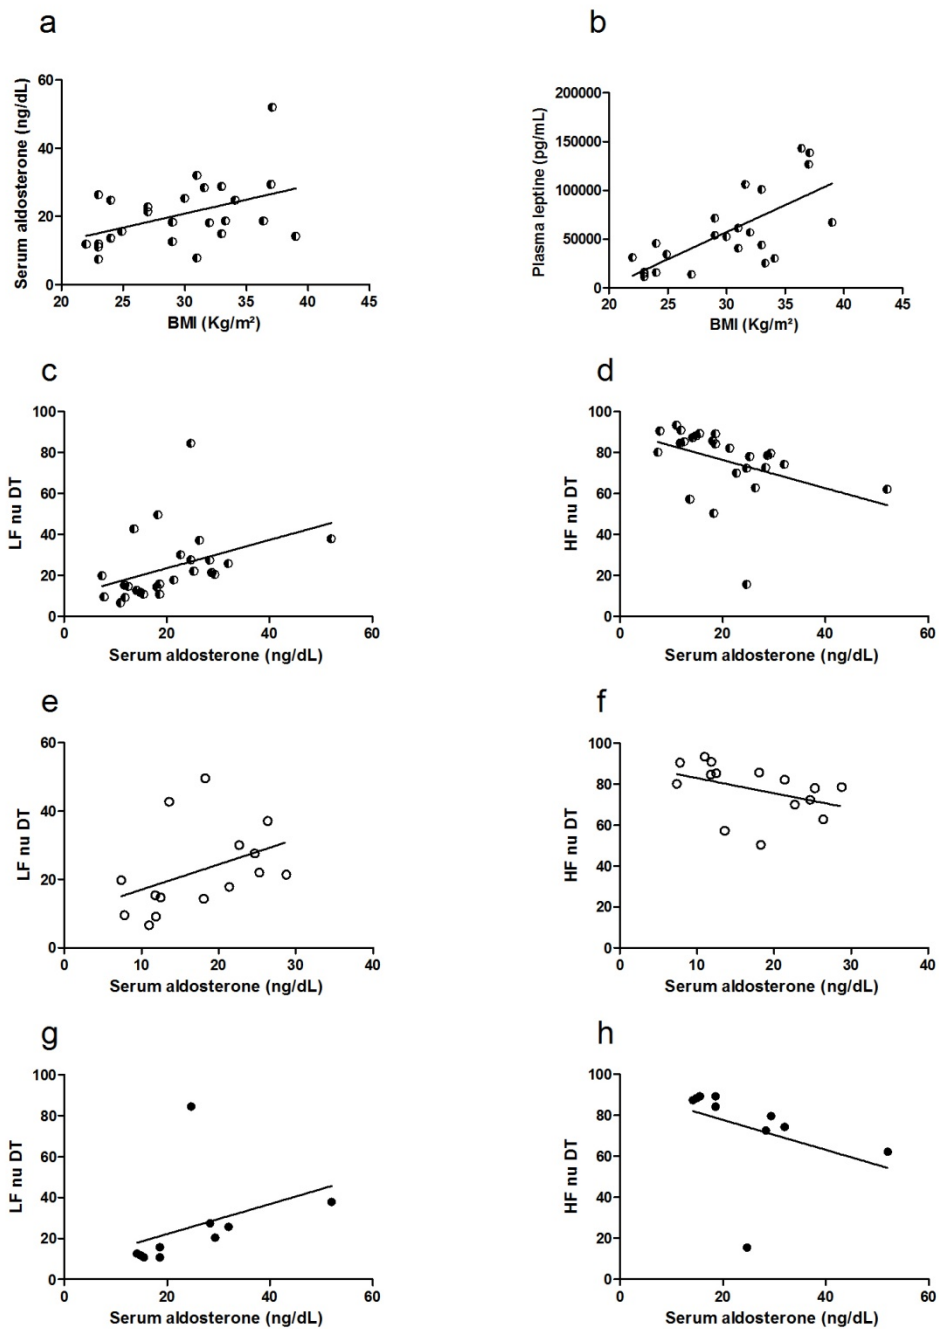 a
b
Serum aldosterone (ng/dL)
60
40
20
0
20 25 30 35 40 45
BMI (Kg/m²)
Plasma leptine (pg/mL)
200000
150000
100000
50000
0
20 25 30 35 40 45
BMI (Kg/m²)
c
d
LF nu DT
100
80
60
40
20
0
0 20 40 60
Serum aldosterone (ng/dL)
HF nu DT
100
80
60
40
20
0
0 20 40 60
Serum aldosterone (ng/dL)
e
f
LF nu DT
60
40
20
0
0 10 20 30 40
Serum aldosterone (ng/dL)
HF nu DT
100
80
60
40
20
0
0 10 20 30 40
Serum aldosterone (ng/dL)
g
h
LF nu DT
100
80
60
40
20
0
0 20 40 60
Serum aldosterone (ng/dL)
HF nu DT
100
80
60
40
20
0
0 20 40 60
Serum aldosterone (ng/dL)